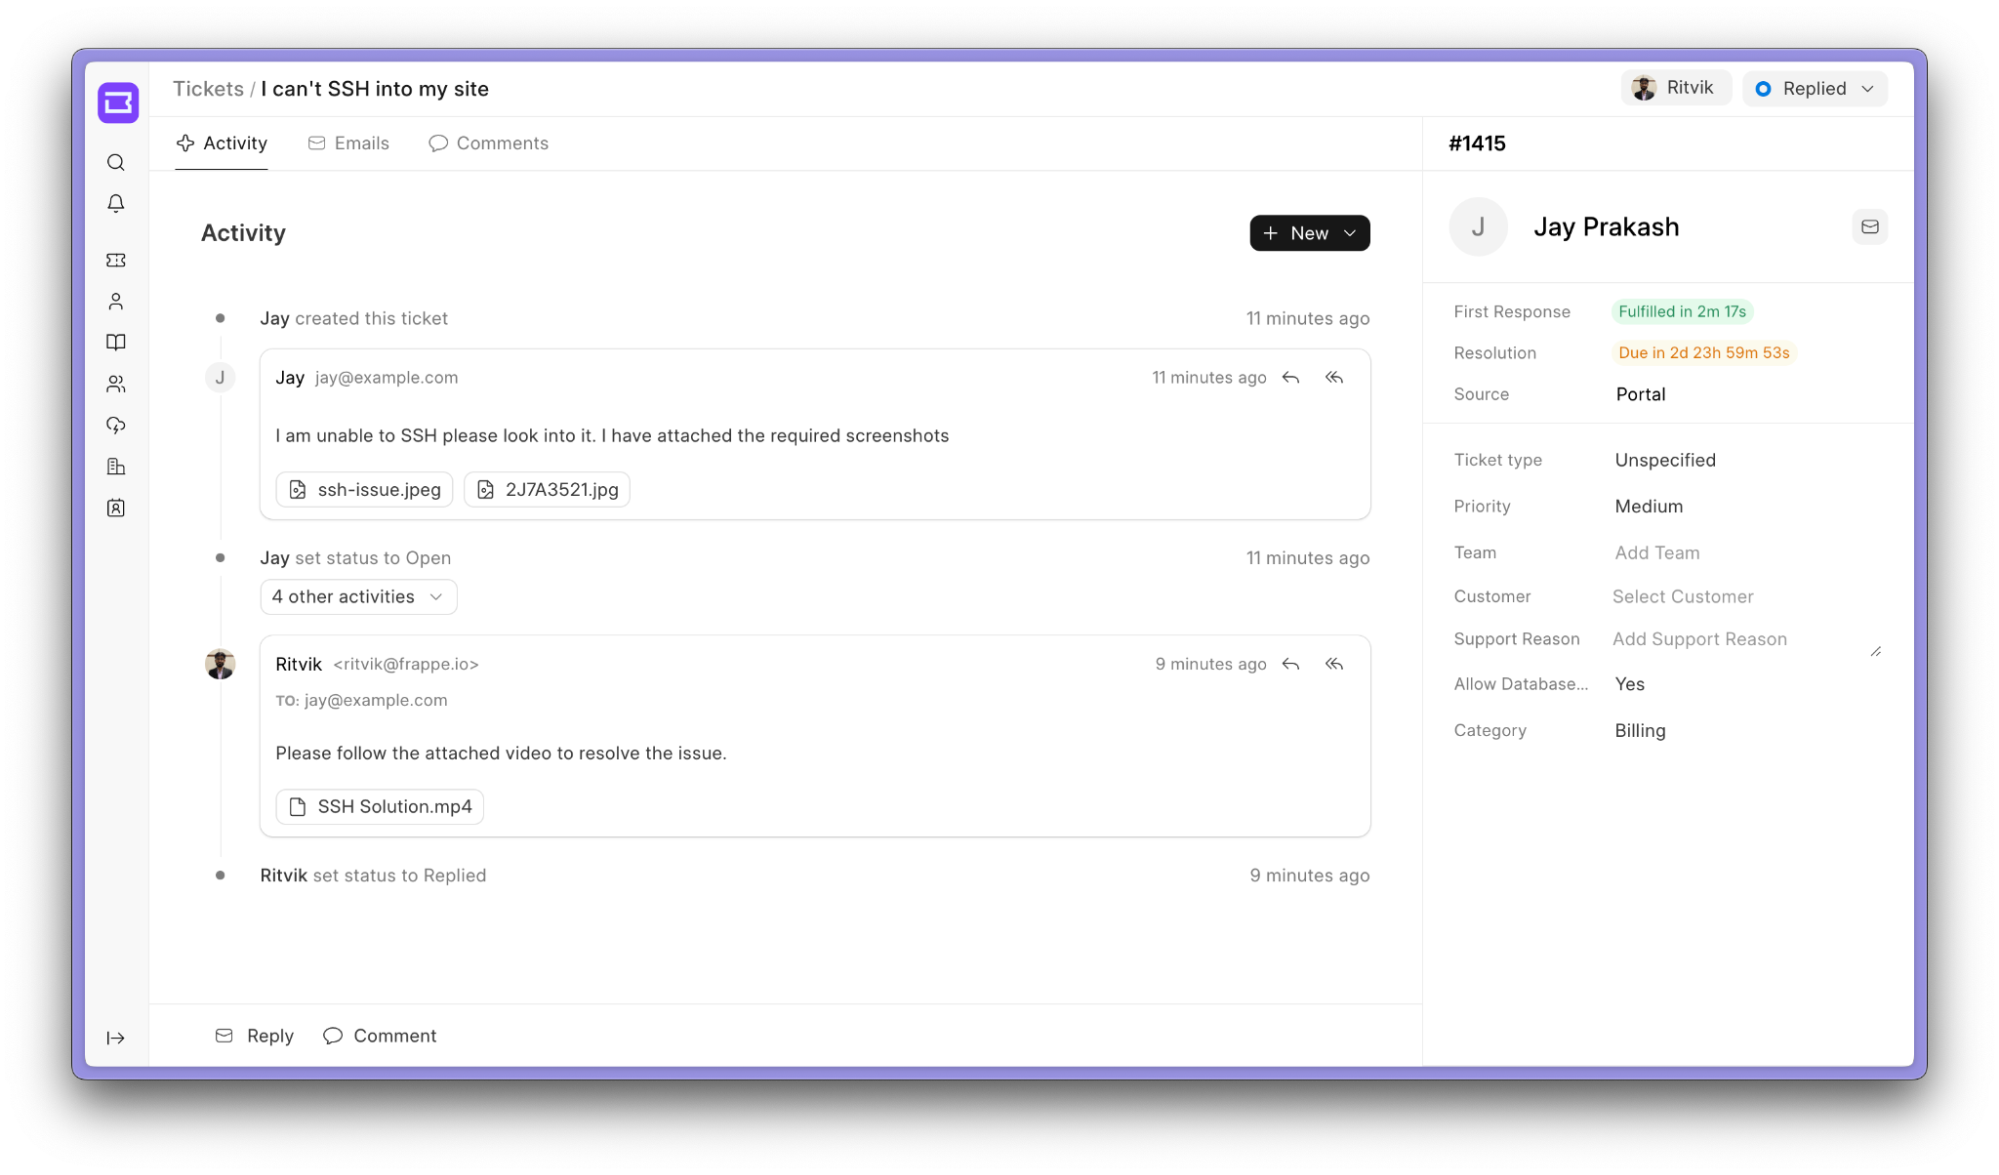 Tickets / I can't SSH into my site
Ritvik
Replied
Activity
Emails
Comments
#1415
Activity
New
Jay created this ticket
11 minutes ago
J
Jay jay@example.com
11 minutes ago
I am unable to SSH please look into it. I have attached the required screenshots
ssh-issue.jpeg
2J7A3521.jpg
Jay set status to Open
11 minutes ago
4 other activities
Ritvik <ritvik@frappe.io>
9 minutes ago
TO: jay@example.com
Please follow the attached video to resolve the issue.
SSH Solution.mp4
Ritvik set status to Replied
9 minutes ago
Reply
Comment
J
Jay Prakash
First Response Fulfilled in 2m 17s
Resolution Due in 2d 23h 59m 53s
Source Portal
Ticket type Unspecified
Priority Medium
Team Add Team
Customer Select Customer
Support Reason Add Support Reason
Allow Database... Yes
Category Billing